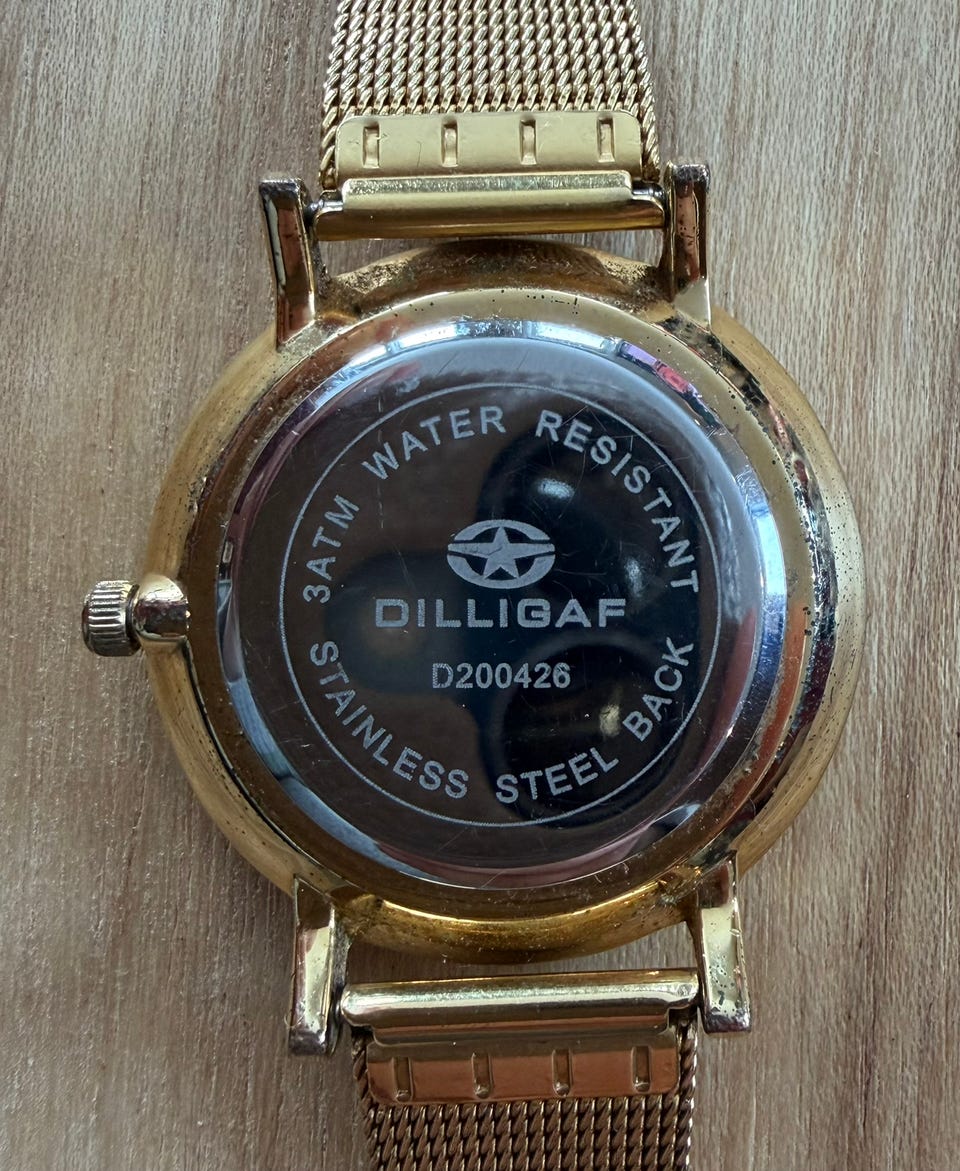 3ATM WATER RESISTANT
DILLIGAF
D200426
STAINLESS STEEL BACK